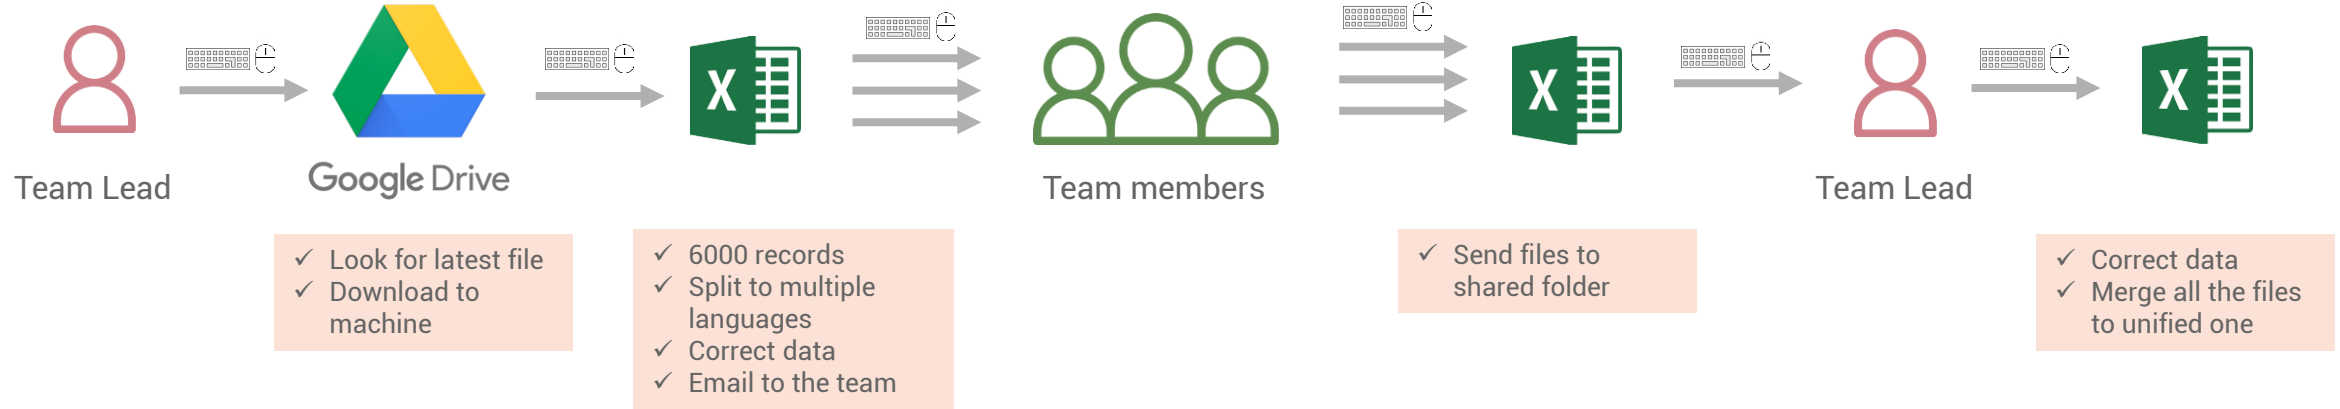 Team Lead
Google Drive
Look for latest file
Download to
machine
X
6000 records
Split to multiple
languages
Correct data
Email to the team
Team members
X
Send files to
shared folder
Team Lead
X
Correct data
Merge all the files
to unified one